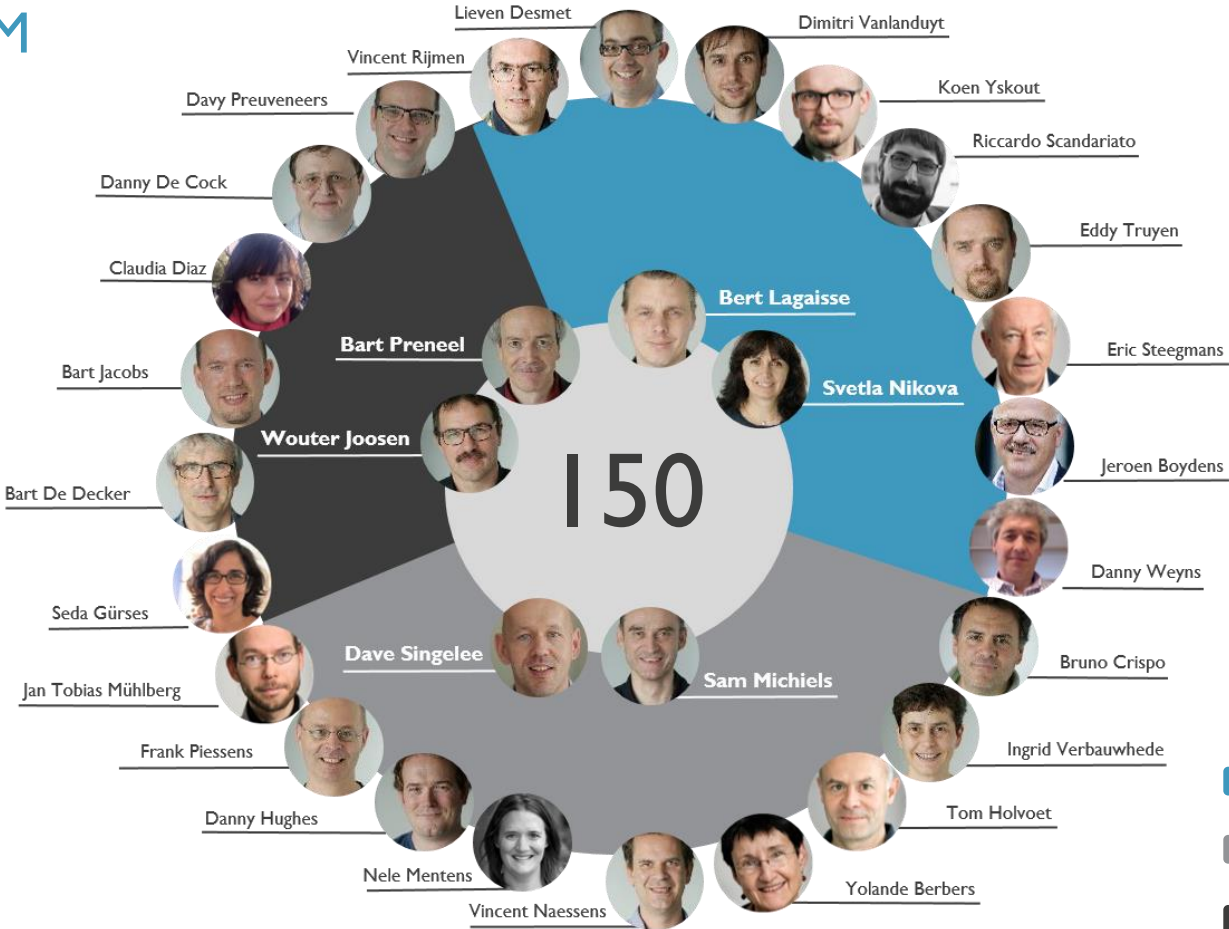 M
Lieven Desmet
Dimitri Vanlanduyt
Vincent Rijmen
Koen Yskout
Davy Preuveneers
Riccardo Scandariato
Danny De Cock
Eddy Truyen
Claudia Diaz
Bert Lagaisse
Bart Preneel
Eric Steegmans
Bart Jacobs
Svetla Nikova
Wouter Joosen
Jeroen Boydens
Bart De Decker
150
Danny Weyns
Seda Gürses
Dave Singelee
Bruno Crispo
Sam Michiels
Jan Tobias Mühlberg
Frank Piessens
Ingrid Verbauwhede
Danny Hughes
Tom Holvoet
Nele Mentens
Yolande Berbers
Vincent Naessens